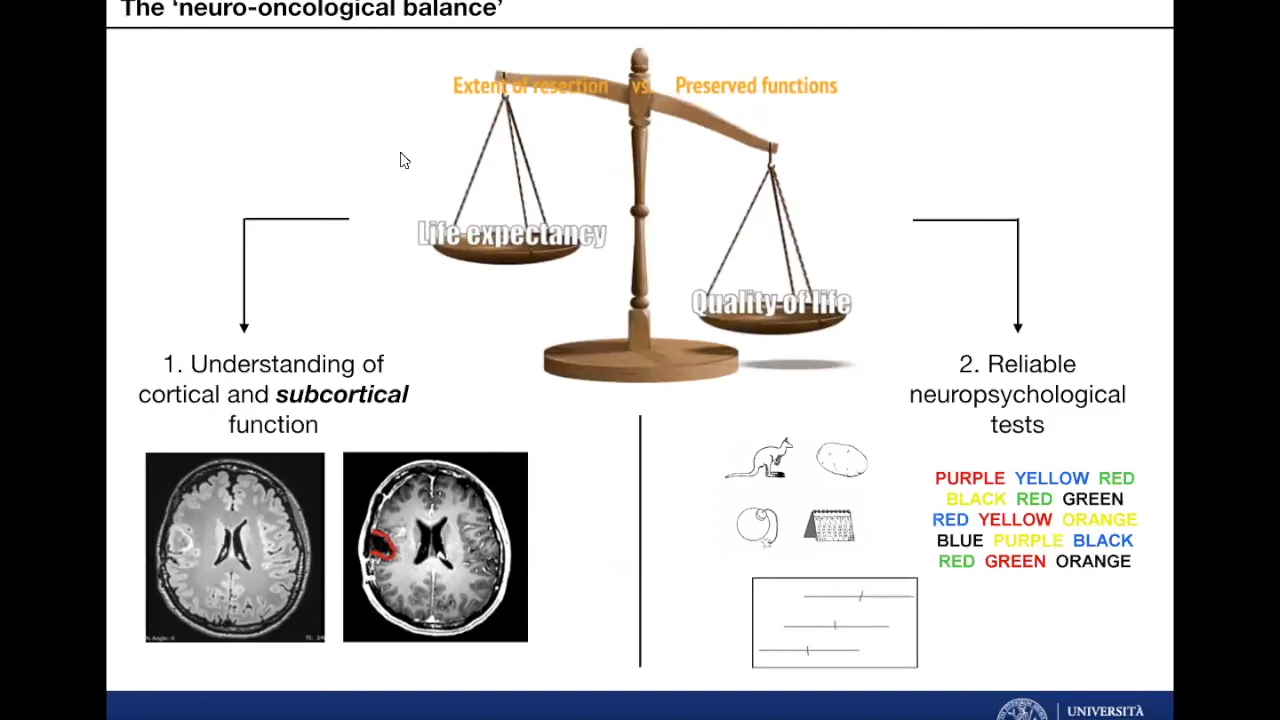 The ‘neuro-oncological balance’
Extent of resection vs. Preserved functions
Life expectancy
Quality of life
1. Understanding of
cortical and subcortical
function
2. Reliable
neuropsychological
tests
PURPLE YELLOW RED
BLACK RED GREEN
RED YELLOW ORANGE
BLUE PURPLE BLACK
RED GREEN ORANGE
UNIVERSITÀ